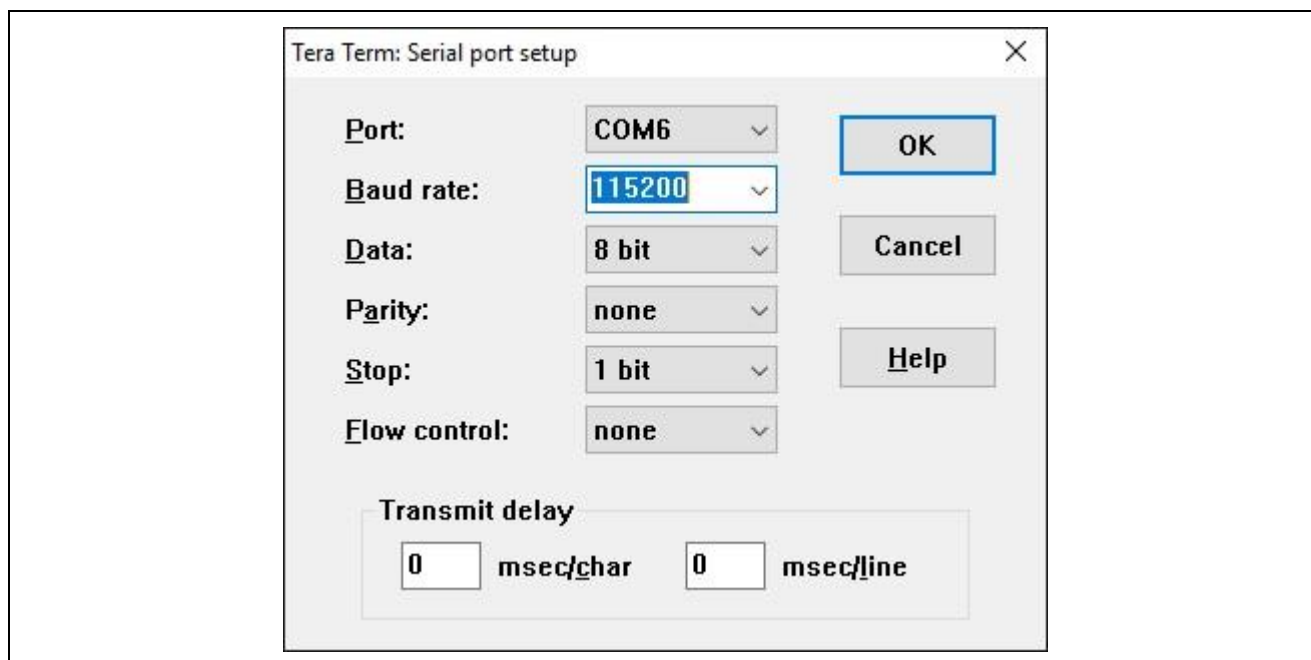 Tera Term: Serial port setup
Port: COM6 OK
Baud rate: 115200
Data: 8 bit Cancel
Parity: none
Stop: 1 bit Help
Flow control: none
Transmit delay
0 msec/char 0 msec/line